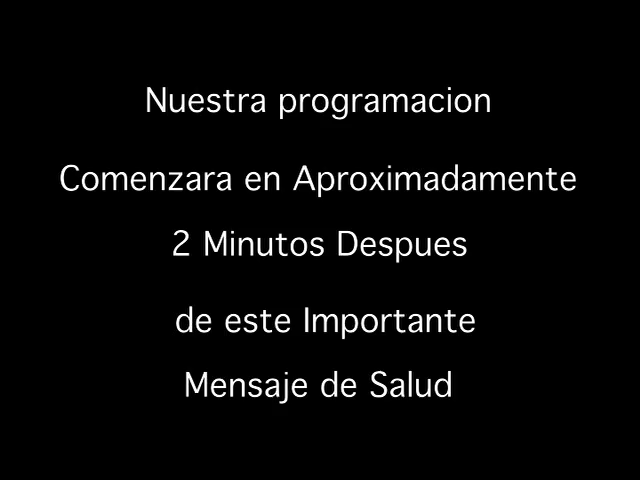 Nuestra programacion
Comenzara en Aproximadamente
2 Minutos Despues
de este Importante
Mensaje de Salud